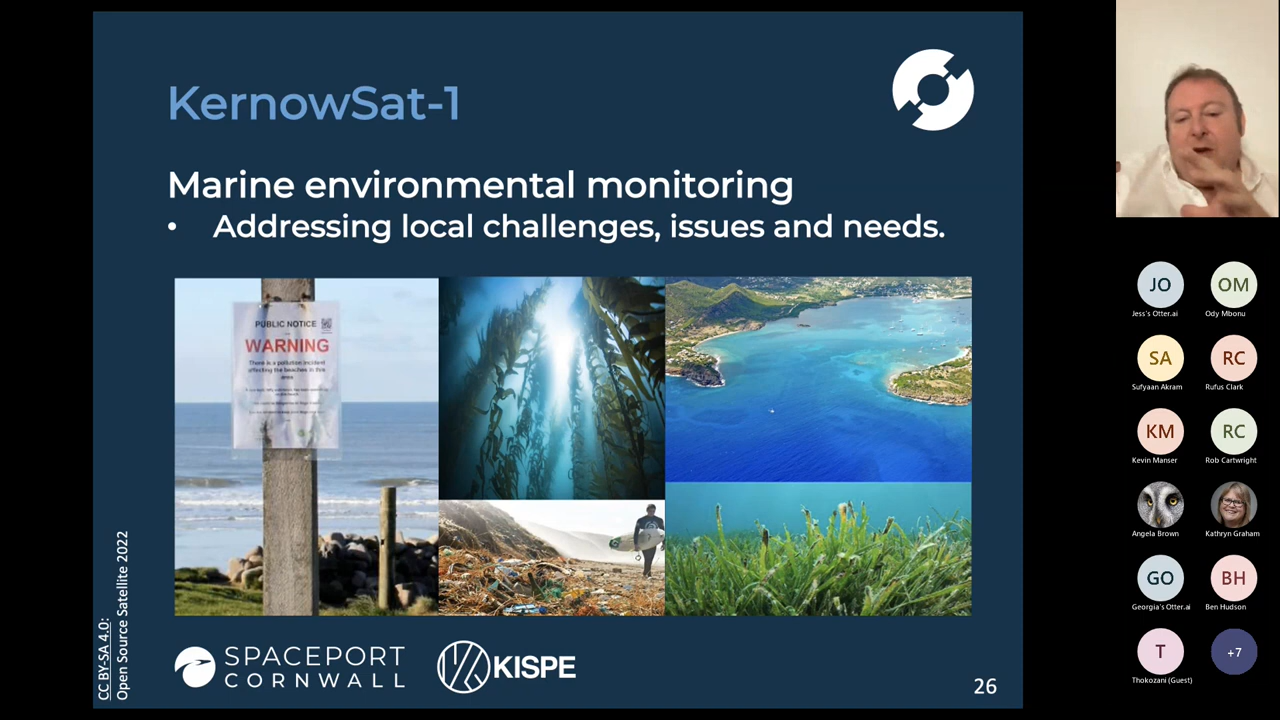 KernowSat-1
Marine environmental monitoring
• Addressing local challenges, issues and needs.
PUBLIC NOTICE
WARNING
There is a pollution incident
affecting the beaches in this
area
CC BY-SA 4.0:
Open Source Satellite 2022
SPACEPORT
CORNWALL
KISPE
26
JO
OM
Jess's Otter.ai
Ody Mbonu
SA
RC
Sufyaan Akram
Rufus Clark
KM
RC
Kevin Manser
Rob Cartwright
Angela Brown
Kathryn Graham
GO
BH
Georgia's Otter.ai
Ben Hudson
T
+7
Thokozani (Guest)